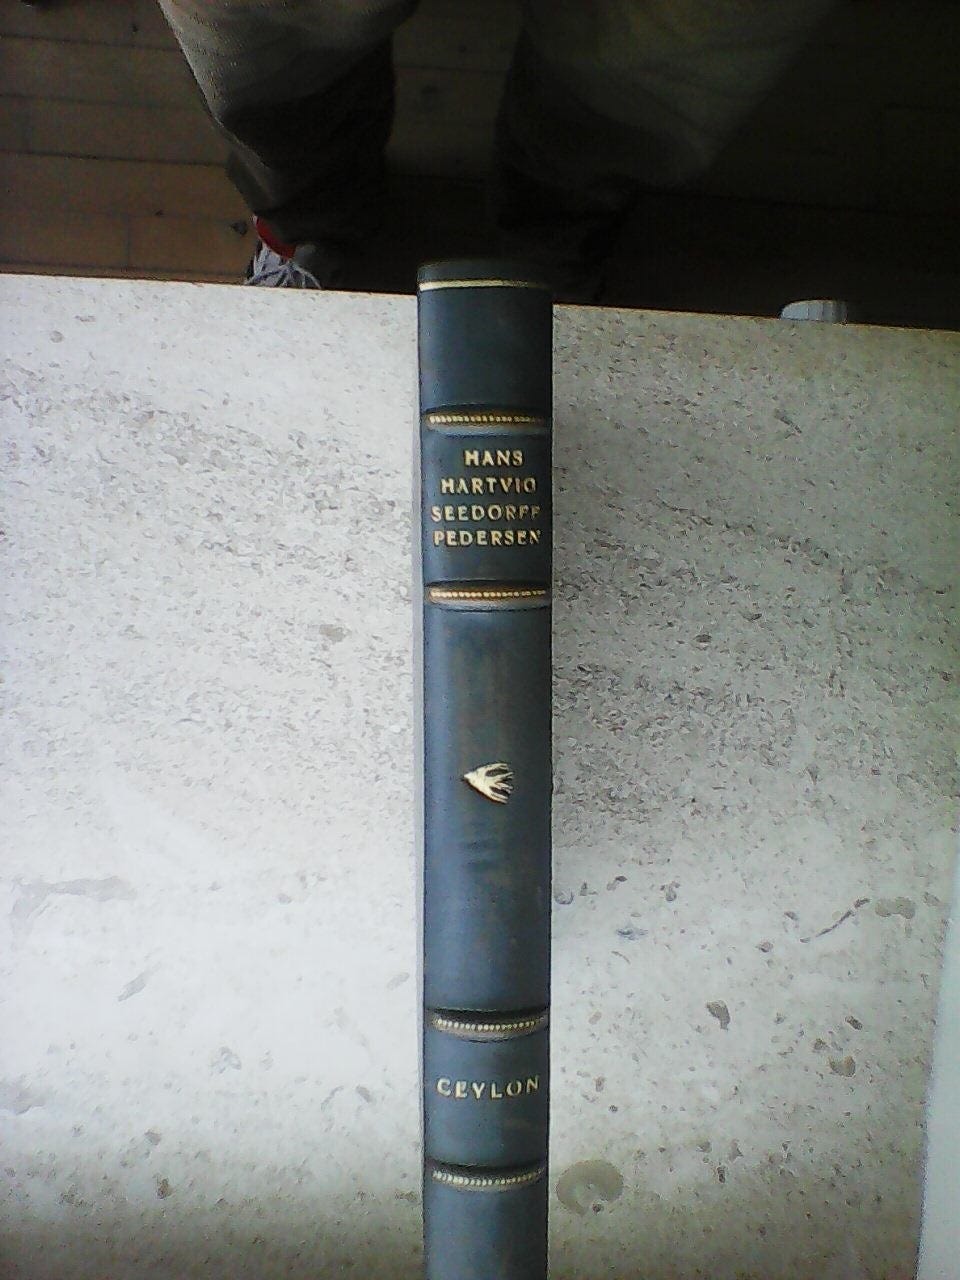 HANS
HARTVIG
SEEDORFF
PEDERSEN
CEYLON